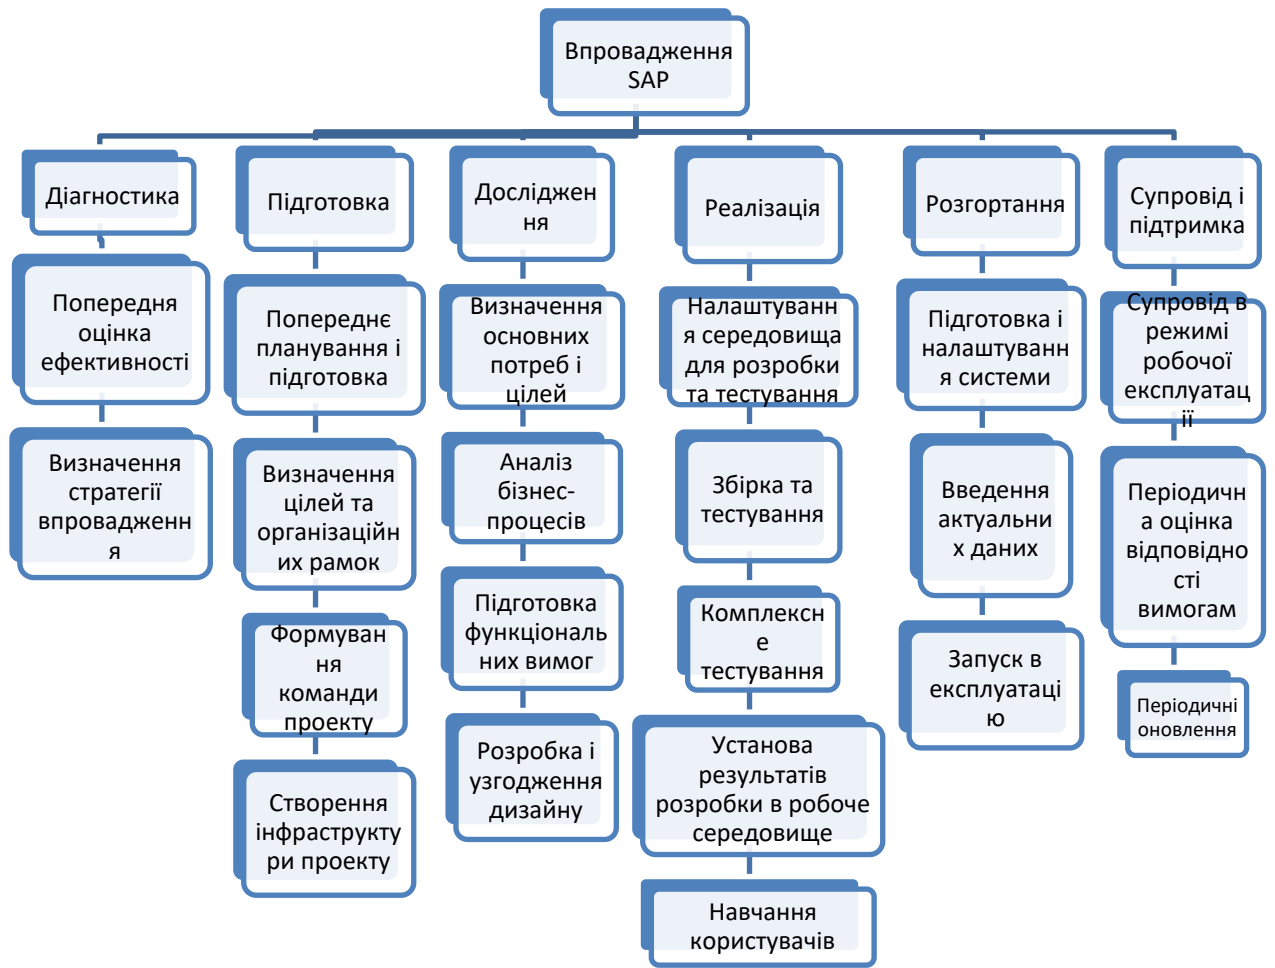 Впровадження
SAP
Діагностика
Попередня
оцінка
ефективності
Визначення
стратегії
впровадженн
я
Підготовка
Попереднє
планування і
підготовка
Визначення
цілей та
організаційн
их рамок
Формуван
ня
команди
проекту
Створення
інфраструкту
ри проекту
Досліджен
ня
Визначення
основних
потреб і
цілей
Аналіз
бізнес-
процесів
Підготовка
функціональ
них вимог
Розробка і
узгодження
дизайну
Реалізація
Налаштуванн
я середовища
для розробки
та тестування
Збірка та
тестування
Комплексн
е
тестування
Установа
результатів
розробки в робоче
середовище
Навчання
користувачів
Розгортання
Підготовка і
налаштуванн
я системи
Введення
актуальни
х даних
Запуск в
експлуатаці
ю
Супровід і
підтримка
Супровід в
режимі
робочої
експлуатац
ії
Періодичн
а оцінка
відповідно
сті
вимогам
Періодичні
оновлення